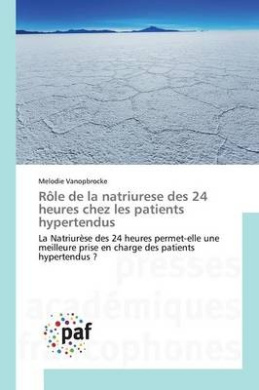 Melodie Vanopbrocke
Rôle de la natriurese des 24
heures chez les patients
hypertendus
La Natriurèse des 24 heures permet-elle une
meilleure prise en charge des patients
hypertendus ?
presses
académiques
francophones
paf